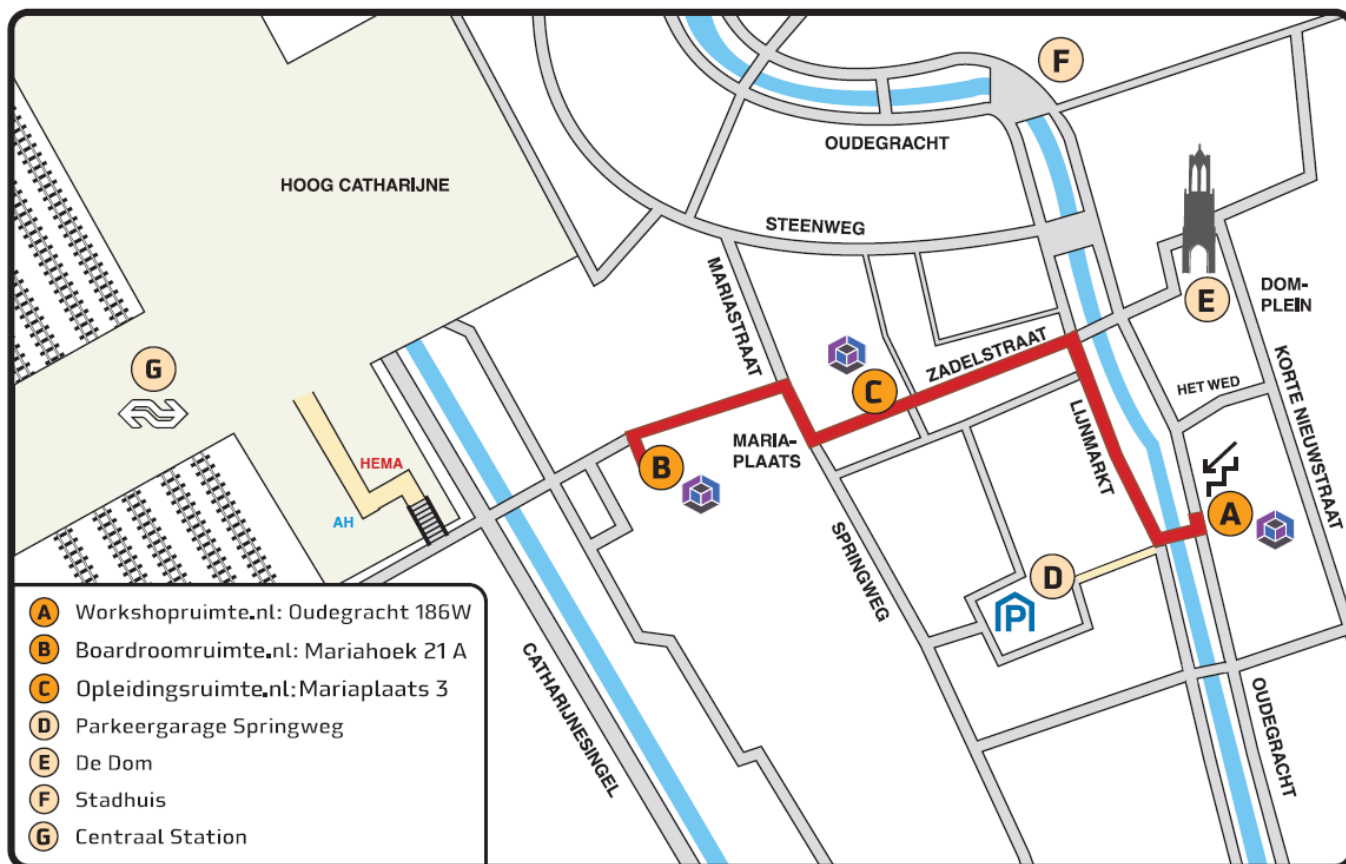 F
OUDEGRACHT
HOOG CATHARIJNE
STEENWEG
MARIASTRAAT
E
DOM-
PLEIN
G
ZADELSTRAAT
C
HET WED
KORTE NIEUWSTRAAT
LIJNMARKT
MARIA-
PLAATS
HEMA
B
AH
A
SPRINGWEG
D
P
CATHARIJNESINGEL
OUDEGRACHT
A Workshopruimte.nl: Oudegracht 186W
B Boardroomruimte.nl: Mariahoek 21 A
C Opleidingsruimte.nl: Mariaplaats 3
D Parkeergarage Springweg
E De Dom
F Stadhuis
G Centraal Station